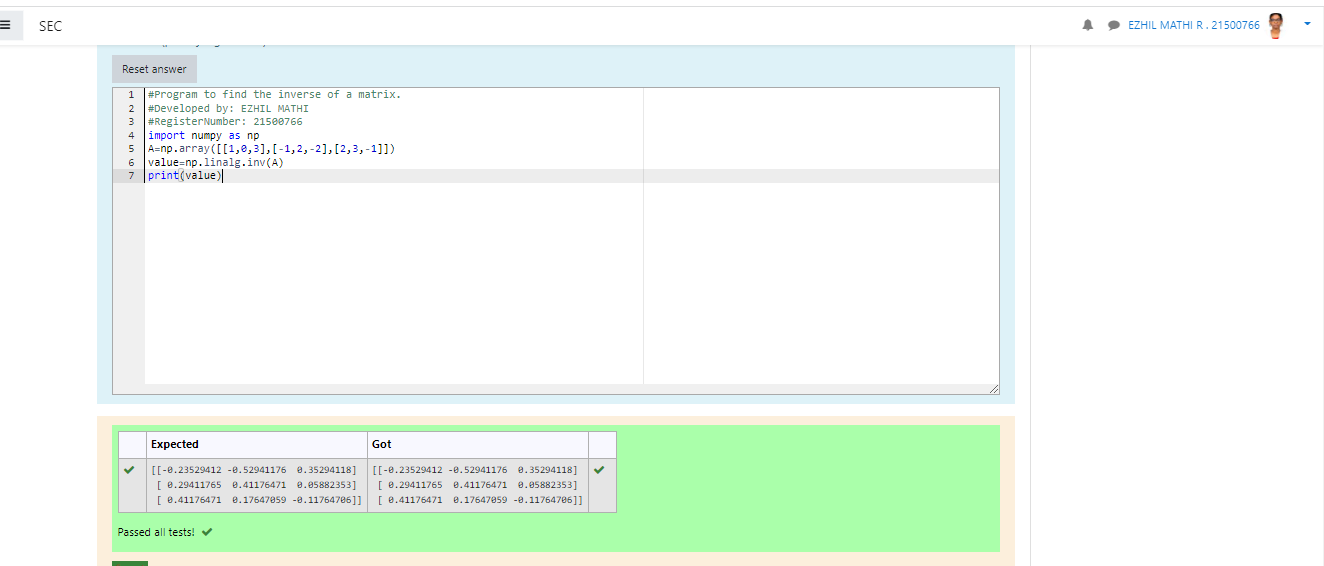 SEC
EZHIL MATHI R . 21500766
Reset answer
1 #Program to find the inverse of a matrix.
2 #Developed by: EZHIL MATHI
3 #RegisterNumber: 21500766
4 import numpy as np
5 A=np.array([[1,0,3],[-1,2,-2],[2,3,-1]])
6 value=np.linalg.inv(A)
7 print(value)
Expected Got
[[-0.23529412 -0.52941176  0.35294118] [[-0.23529412 -0.52941176  0.35294118]
[ 0.29411765  0.41176471  0.05882353] [ 0.29411765  0.41176471  0.05882353]
[ 0.41176471  0.17647059 -0.11764706]] [ 0.41176471  0.17647059 -0.11764706]]
Passed all tests!